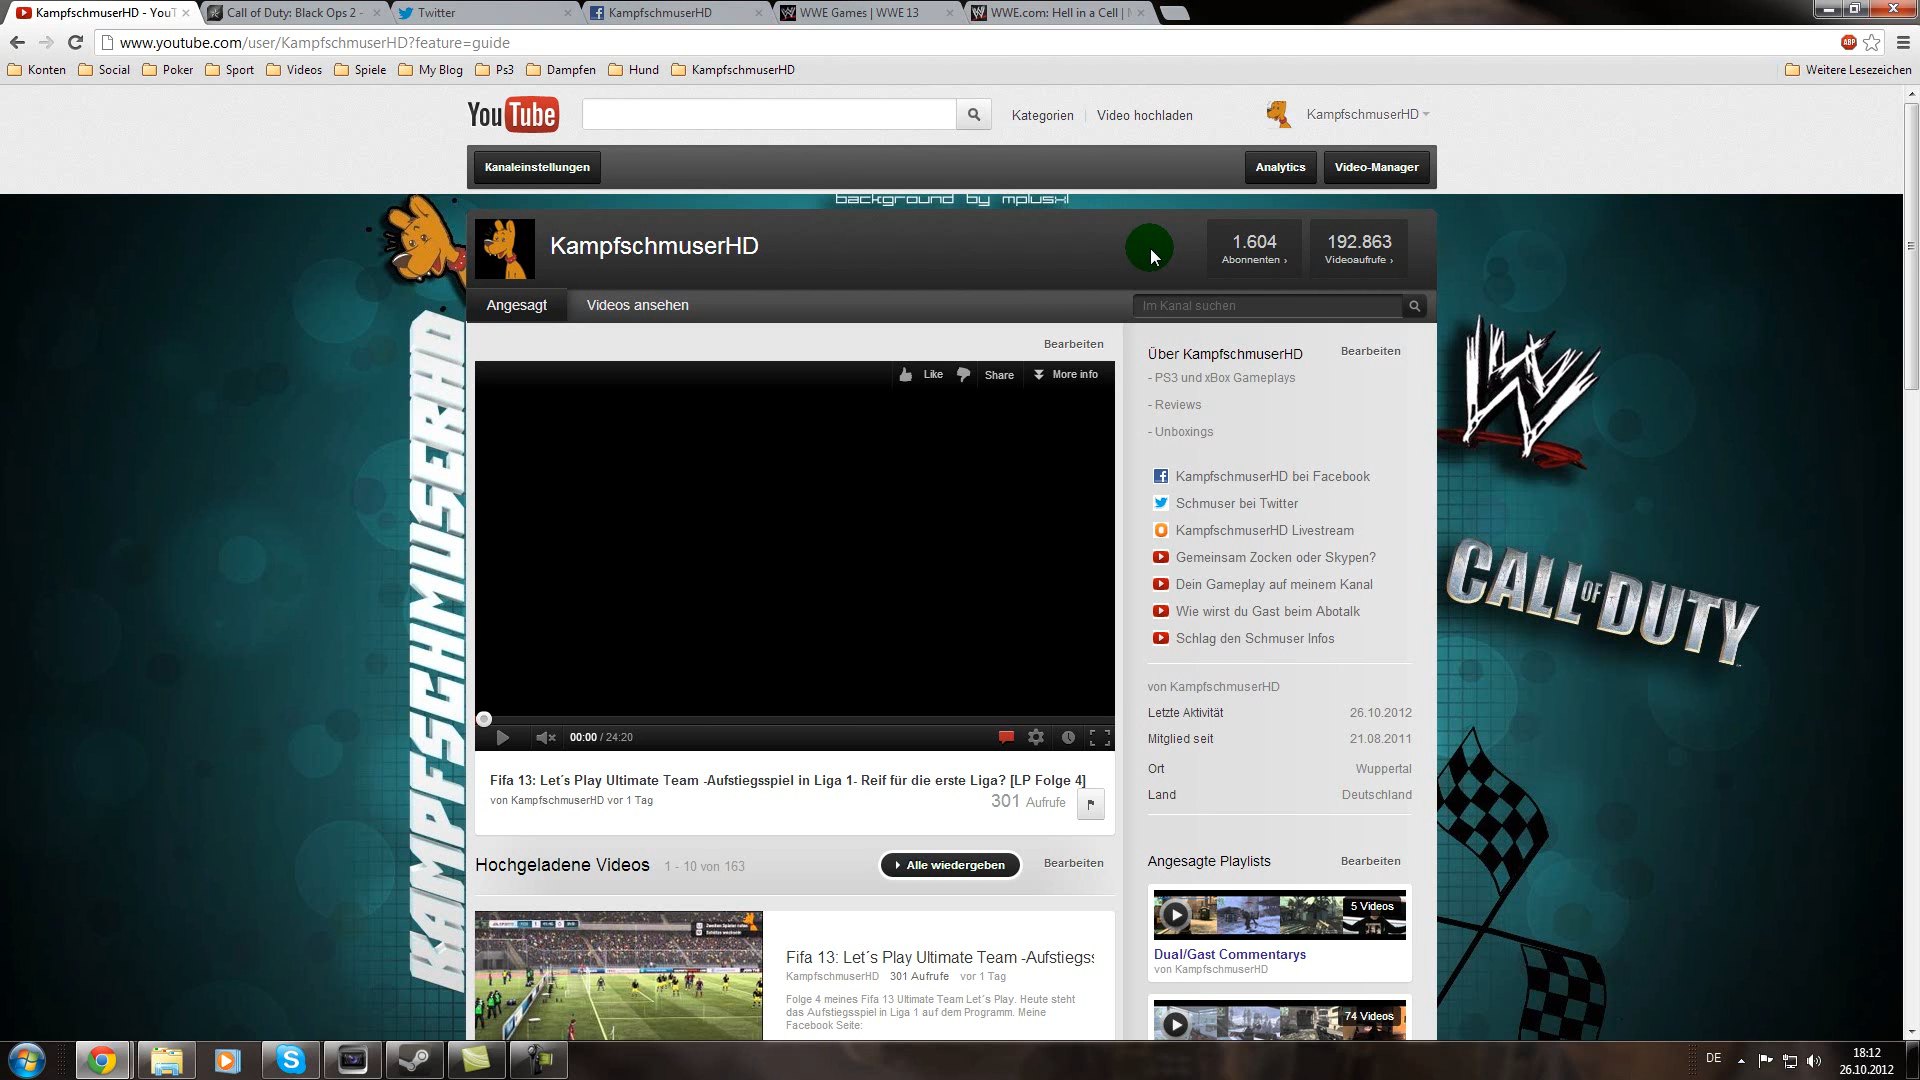 KampfschmuserHD - YouT
Call of Duty: Black Ops 2 -
Twitter
KampfschmuserHD
WWE Games | WWE 13
WWE.com: Hell in a Cell |
www.youtube.com/user/KampfschmuserHD?feature=guide
ABP
Konten
Social
Poker
Sport
Videos
Spiele
My Blog
Ps3
Dampfen
Hund
KampfschmuserHD
Weitere Lesezeichen
YouTube
Kategorien
Video hochladen
KampfschmuserHD
Kanaleinstellungen
Analytics
Video-Manager
background by mplusxl
KampfschmuserHD
1.604
Abonnenten ›
192.863
Videoaufrufe ›
Angesagt
Videos ansehen
Im Kanal suchen
Bearbeiten
Like
Share
More info
00:00 / 24:20
Fifa 13: Let´s Play Ultimate Team -Aufstiegsspiel in Liga 1- Reif für die erste Liga? [LP Folge 4]
von KampfschmuserHD vor 1 Tag
301 Aufrufe
Hochgeladene Videos
1 - 10 von 163
Alle wiedergeben
Bearbeiten
Fifa 13: Let´s Play Ultimate Team -Aufstiegss
KampfschmuserHD 301 Aufrufe vor 1 Tag
Folge 4 meines Fifa 13 Ultimate Team Let´s Play. Heute steht
das Aufstiegsspiel in Liga 1 auf dem Programm. Meine
Facebook Seite:
Über KampfschmuserHD
Bearbeiten
- PS3 und xBox Gameplays
- Reviews
- Unboxings
KampfschmuserHD bei Facebook
Schmuser bei Twitter
KampfschmuserHD Livestream
Gemeinsam Zocken oder Skypen?
Dein Gameplay auf meinem Kanal
Wie wirst du Gast beim Abotalk
Schlag den Schmuser Infos
von KampfschmuserHD
Letzte Aktivität 26.10.2012
Mitglied seit 21.08.2011
Ort Wuppertal
Land Deutschland
Angesagte Playlists
Bearbeiten
5 Videos
Dual/Gast Commentarys
von KampfschmuserHD
74 Videos
KAMPFSCHMUSERHD
W
CALL OF DUTY
DE
18:12
26.10.2012